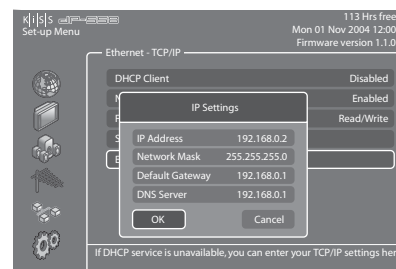 KiSS DP-558
113 Hrs free
Set-up Menu
Mon 01 Nov 2004 12:00
Firmware version 1.1.0
Ethernet - TCP/IP
DHCP Client Disabled
N Enabled
F Read/Write
S
E
IP Settings
IP Address 192.168.0.2
Network Mask 255.255.255.0
Default Gateway 192.168.0.1
DNS Server 192.168.0.1
OK Cancel
If DHCP service is unavailable, you can enter your TCP/IP settings her